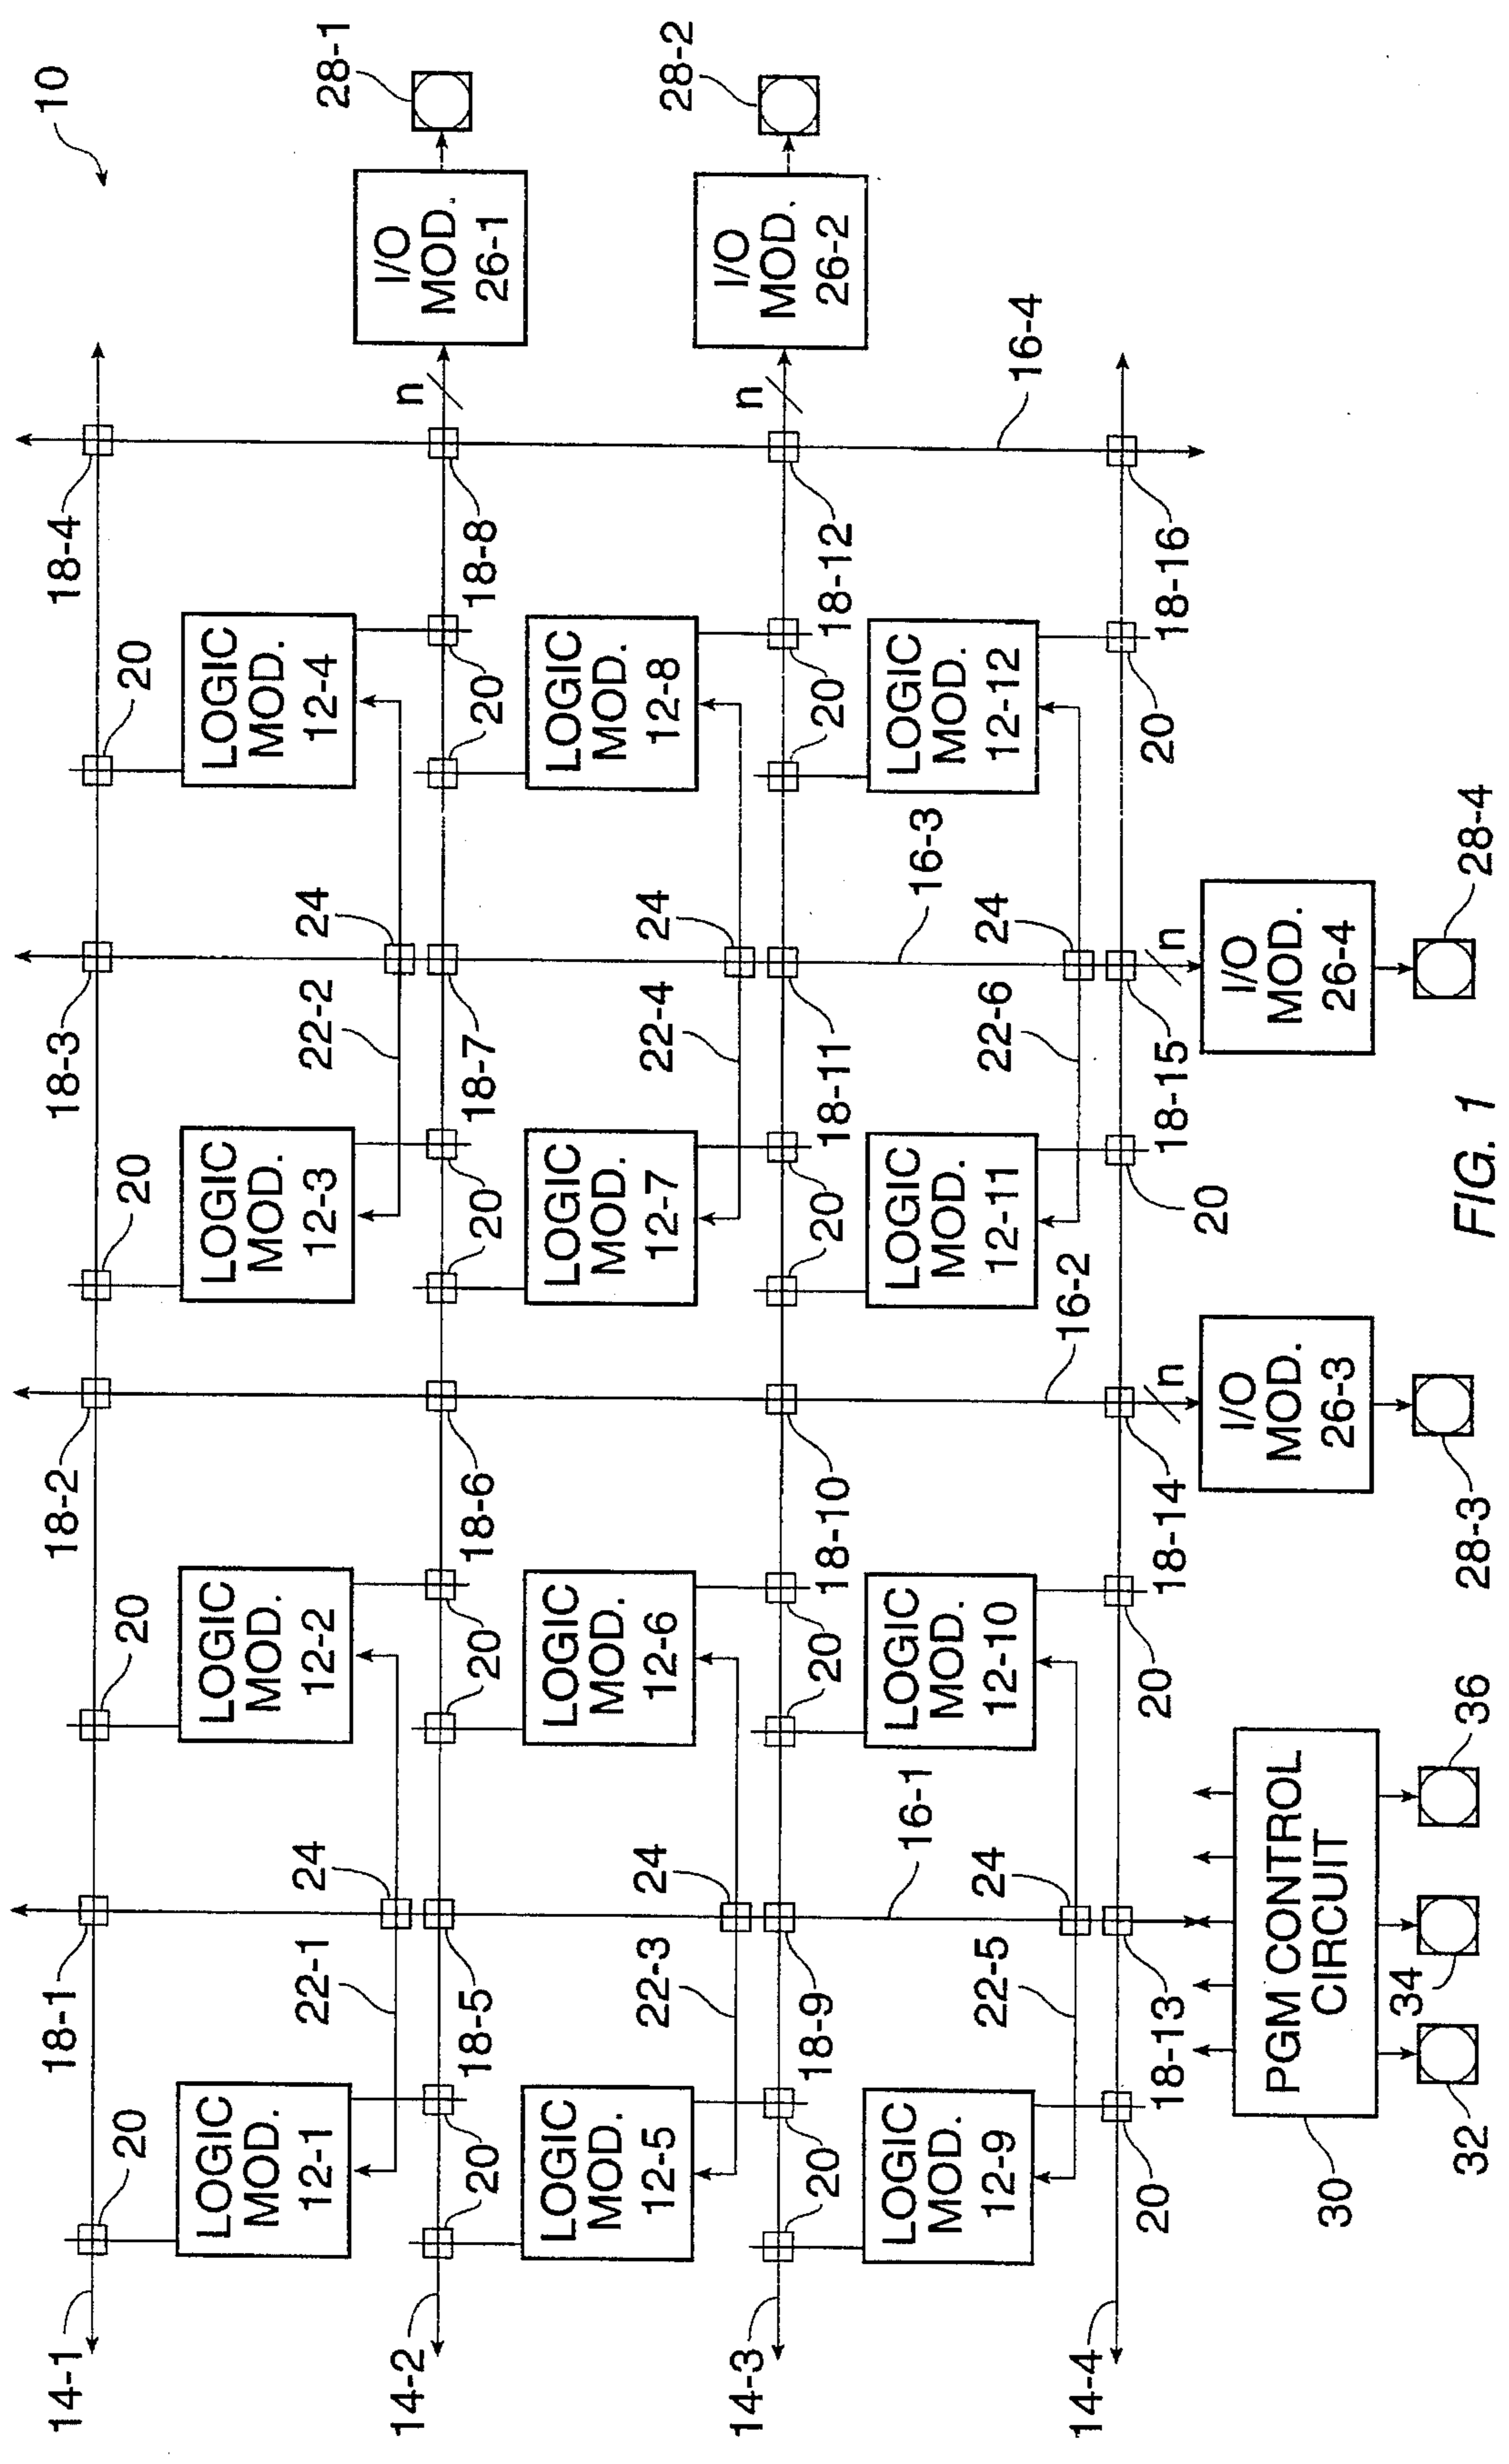 10
14-1
18-1
18-2
18-3
18-4
20
20
20
20
LOGIC
MOD.
12-1
LOGIC
MOD.
12-2
LOGIC
MOD.
12-3
LOGIC
MOD.
12-4
28-1
I/O
MOD.
26-1
22-1
24
22-2
24
n
14-2
20
18-5
20
18-6
20
18-7
20
18-8
LOGIC
MOD.
12-5
LOGIC
MOD.
12-6
LOGIC
MOD.
12-7
LOGIC
MOD.
12-8
28-2
I/O
MOD.
26-2
22-3
24
22-4
24
n
14-3
20
18-9
20
18-10
20
18-11
20
18-12
LOGIC
MOD.
12-9
16-1
LOGIC
MOD.
12-10
LOGIC
MOD.
12-11
16-3
LOGIC
MOD.
12-12
22-5
24
16-2
22-6
24
16-4
14-4
20
18-13
20
18-14
n
20
18-15
n
20
18-16
30
PGM CONTROL
CIRCUIT
I/O
MOD.
26-3
I/O
MOD.
26-4
32
34
36
28-3
28-4
FIG. 1